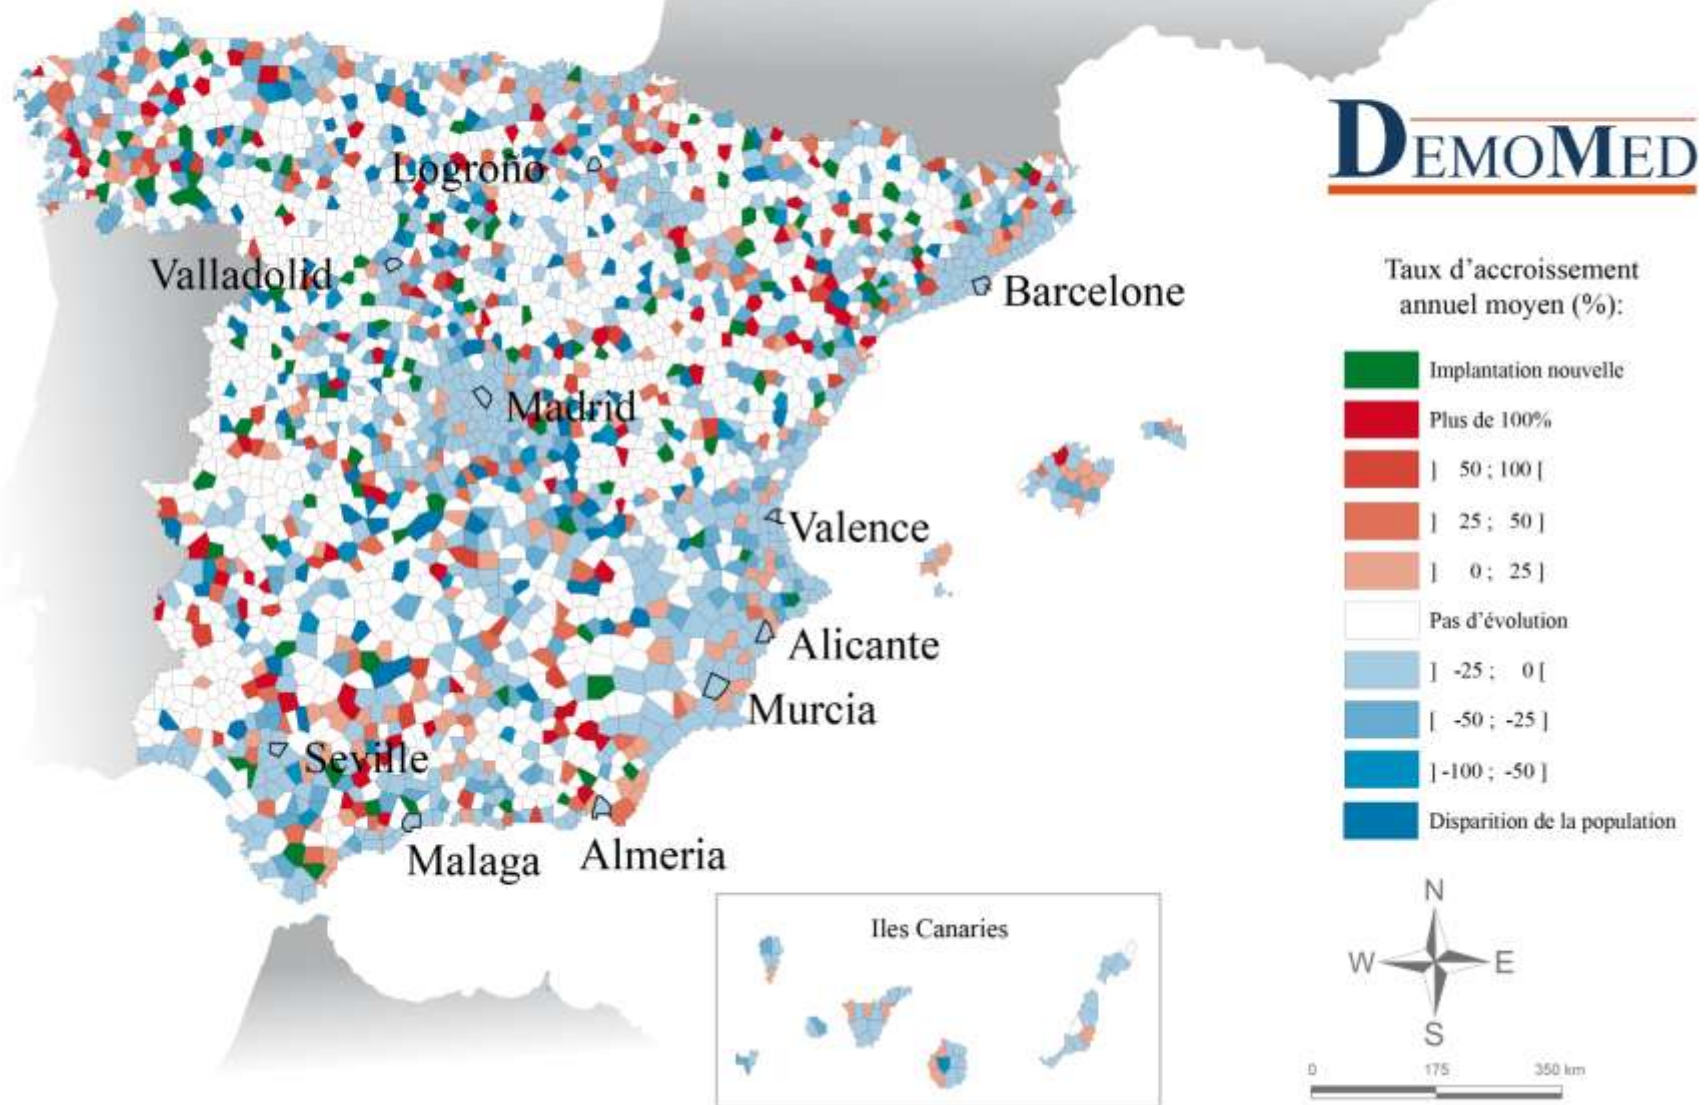 DEMOMED
Logroño
Valladolid
Barcelone
Madrid
Valence
Alicante
Murcia
Seville
Malaga
Almeria
Taux d’accroissement
annuel moyen (%):
Implantation nouvelle
Plus de 100%
] 50 ; 100 [
] 25 ; 50 ]
] 0 ; 25 ]
Pas d’évolution
] -25 ; 0 [
[ -50 ; -25 ]
] -100 ; -50 ]
Disparition de la population
Iles Canaries
N
W
E
S
0 175 350 km